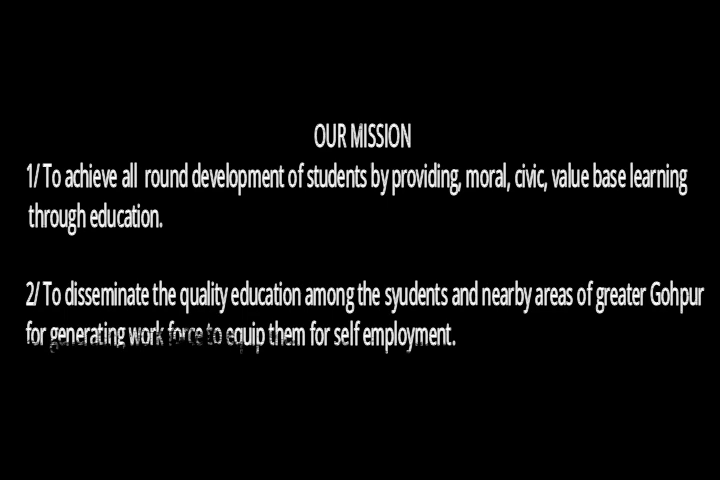 OUR MISSION
1/ To achieve all round development of students by providing, moral, civic, value base learning
through education.
2/ To disseminate the quality education among the syudents and nearby areas of greater Gohpur
for generating work force to equip them for self employment.